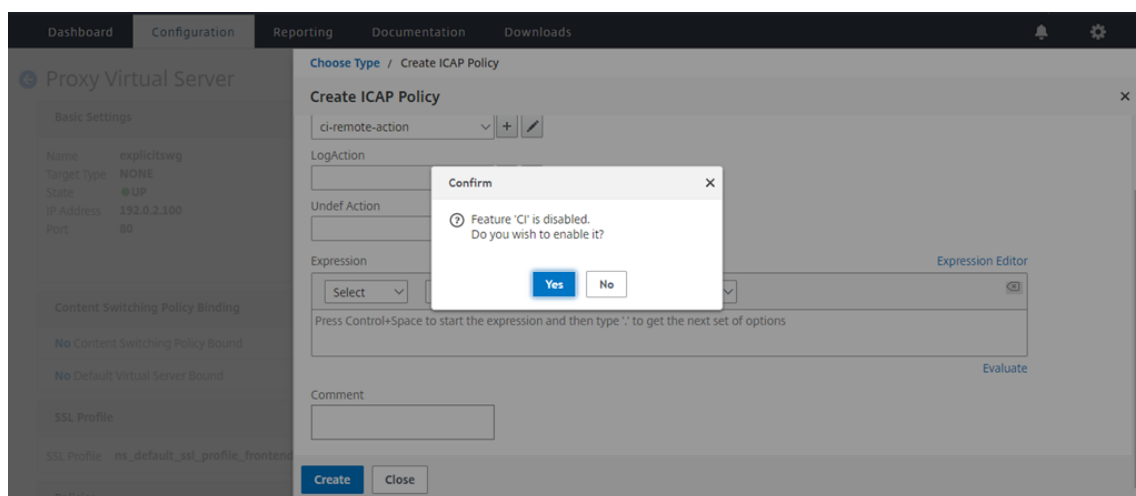 Dashboard Configuration Reporting Documentation Downloads
Proxy Virtual Server
Basic Settings
Name explicitswg
Target Type NONE
State UP
IP Address 192.0.2.100
Port 80
Content Switching Policy Binding
No Content Switching Policy Bound
No Default Virtual Server Bound
SSL Profile
SSL Profile ns_default_ssl_profile_frontend
Choose Type / Create ICAP Policy
Create ICAP Policy
ci-remote-action
LogAction
Undef Action
Expression
Expression Editor
Select
Press Control+Space to start the expression and then type '.' to get the next set of options
Evaluate
Comment
Create Close
Confirm
Feature 'CI' is disabled.
Do you wish to enable it?
Yes No